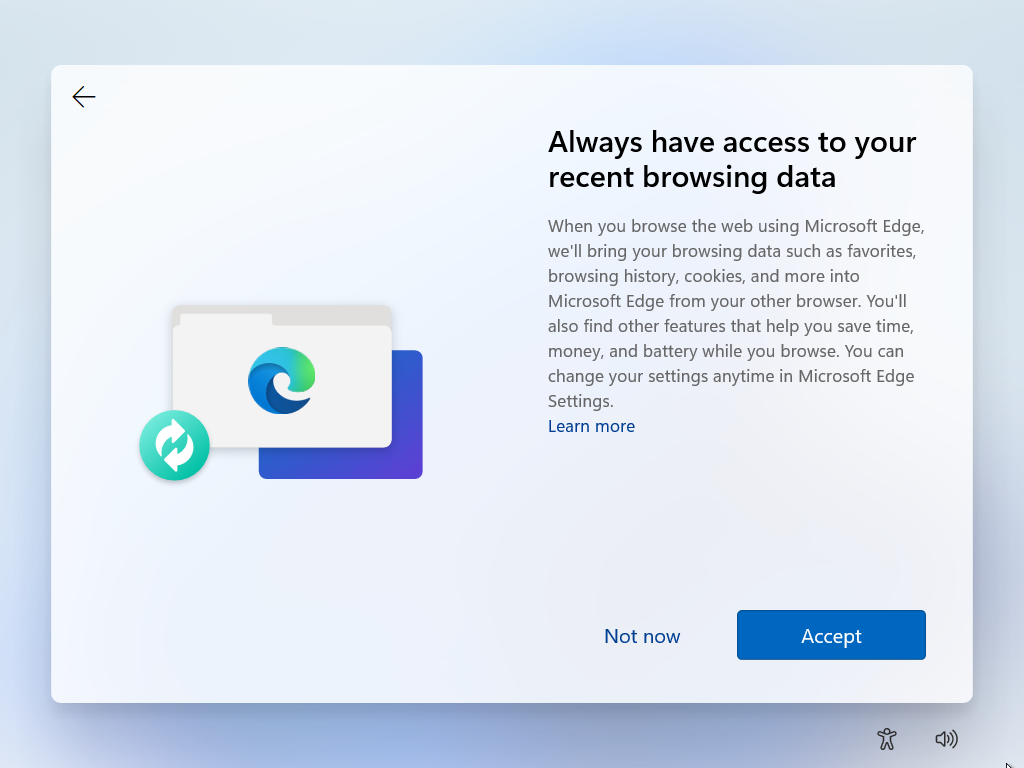 Always have access to your
recent browsing data
When you browse the web using Microsoft Edge,
we'll bring your browsing data such as favorites,
browsing history, cookies, and more into
Microsoft Edge from your other browser. You'll
also find other features that help you save time,
money, and battery while you browse. You can
change your settings anytime in Microsoft Edge
Settings.
Learn more
Not now
Accept